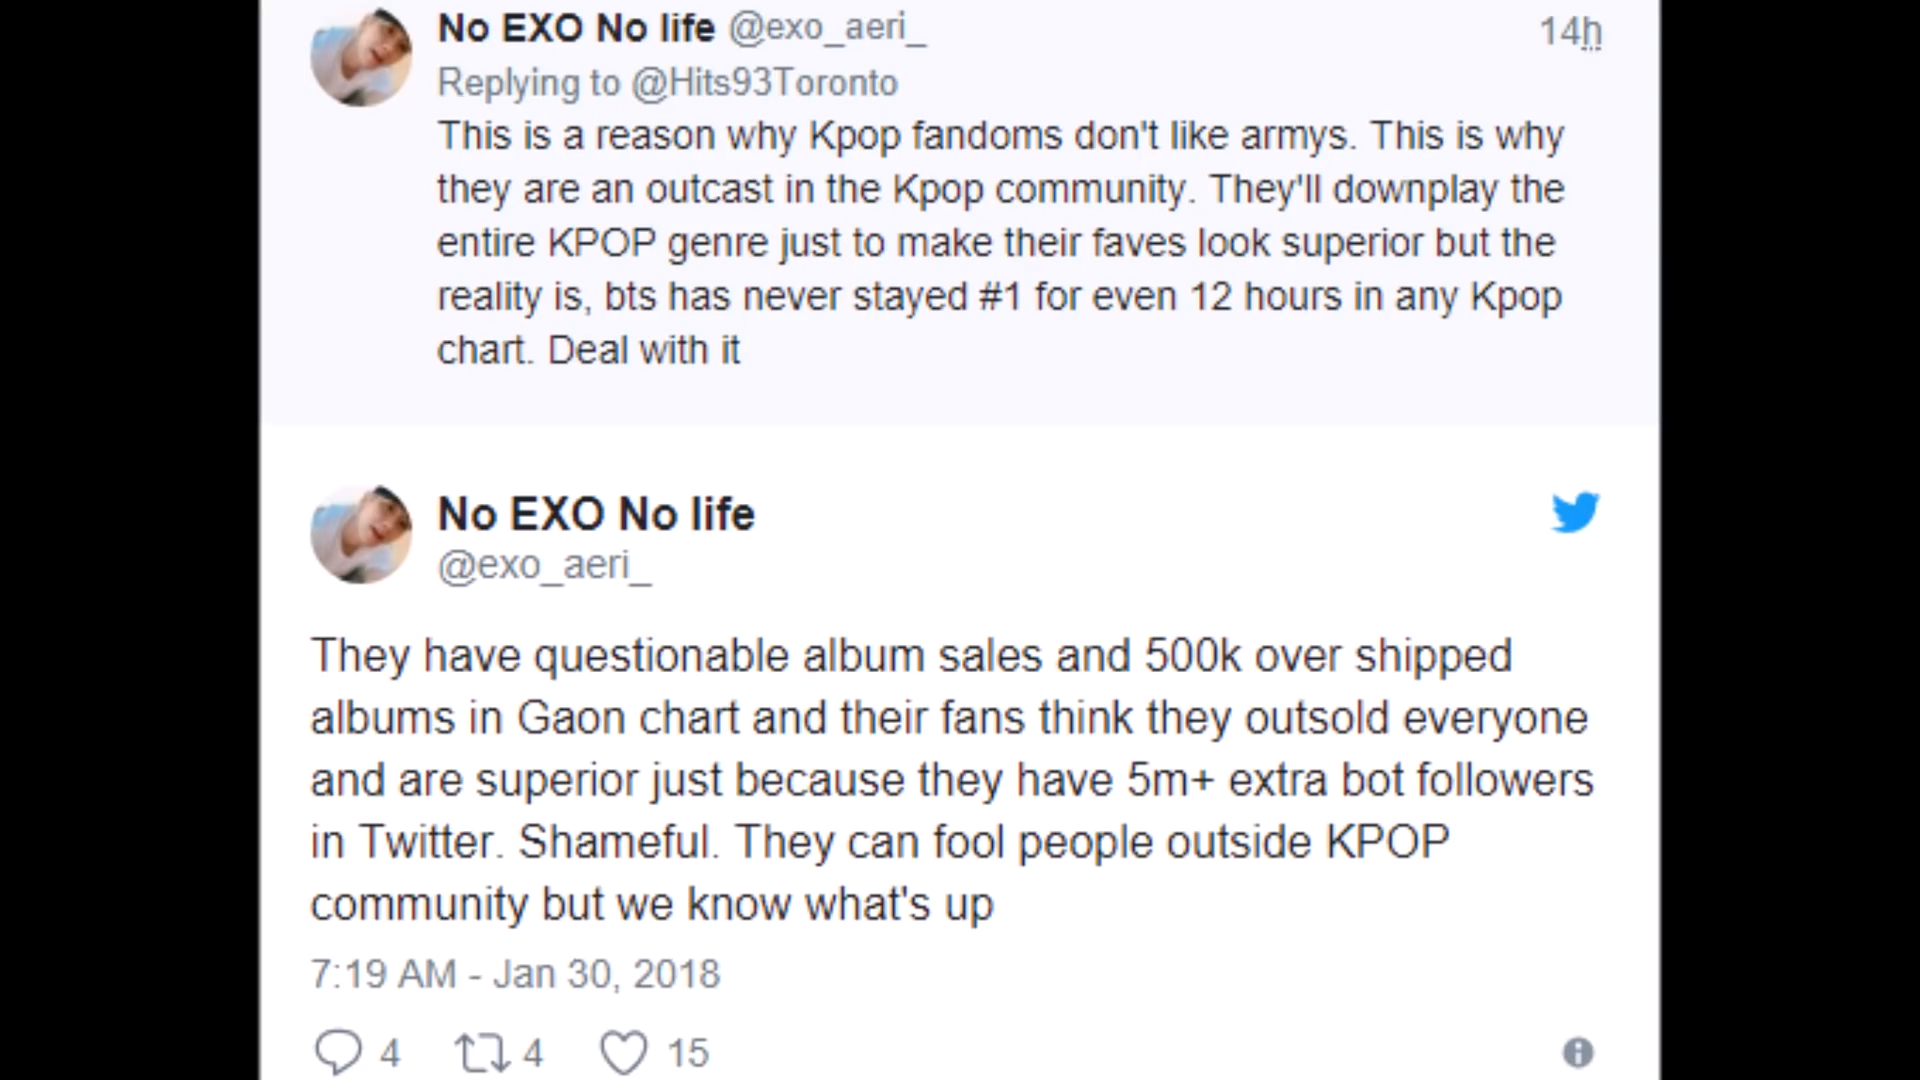 No EXO No life @exo_aeri_ 14h
Replying to @Hits93Toronto
This is a reason why Kpop fandoms don't like armys. This is why
they are an outcast in the Kpop community. They'll downplay the
entire KPOP genre just to make their faves look superior but the
reality is, bts has never stayed #1 for even 12 hours in any Kpop
chart. Deal with it
No EXO No life
@exo_aeri_
They have questionable album sales and 500k over shipped
albums in Gaon chart and their fans think they outsold everyone
and are superior just because they have 5m+ extra bot followers
in Twitter. Shameful. They can fool people outside KPOP
community but we know what's up
7:19 AM - Jan 30, 2018
4 4 15